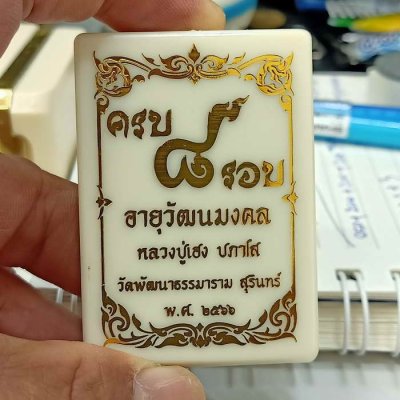 ครบ ๘ รอบ
อายุวัฒนมงคล
หลวงปู่เฮง ปภาโส
วัดพัฒนาธรรมาราม สุรินทร์
พ.ศ. ๒๕๖๖